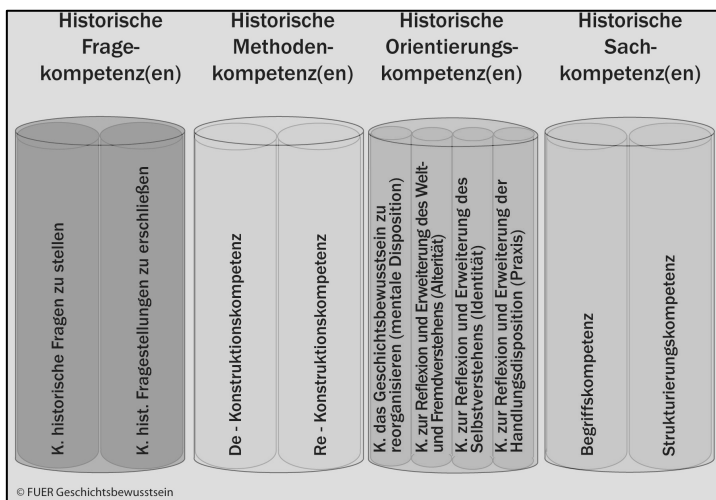 Historische
Frage-
kompetenz(en)
Historische
Methoden-
kompetenz(en)
Historische
Orientierungs-
kompetenz(en)
Historische
Sach-
kompetenz(en)
K. historische Fragen zu stellen
K. hist. Fragestellungen zu erschließen
De - Konstruktionskompetenz
Re - Konstruktionskompetenz
K. das Geschichtsbewusstsein zu
reorganisieren (mentale Disposition)
K. zur Reflexion und Erweiterung des Welt-
und Fremdverstehens (Alterität)
K. zur Reflexion und Erweiterung des
Selbstverstehens (Identität)
K. zur Reflexion und Erweiterung der
Handlungsdisposition (Praxis)
Begriffskompetenz
Strukturierungskompetenz
© FUER Geschichtsbewusstsein